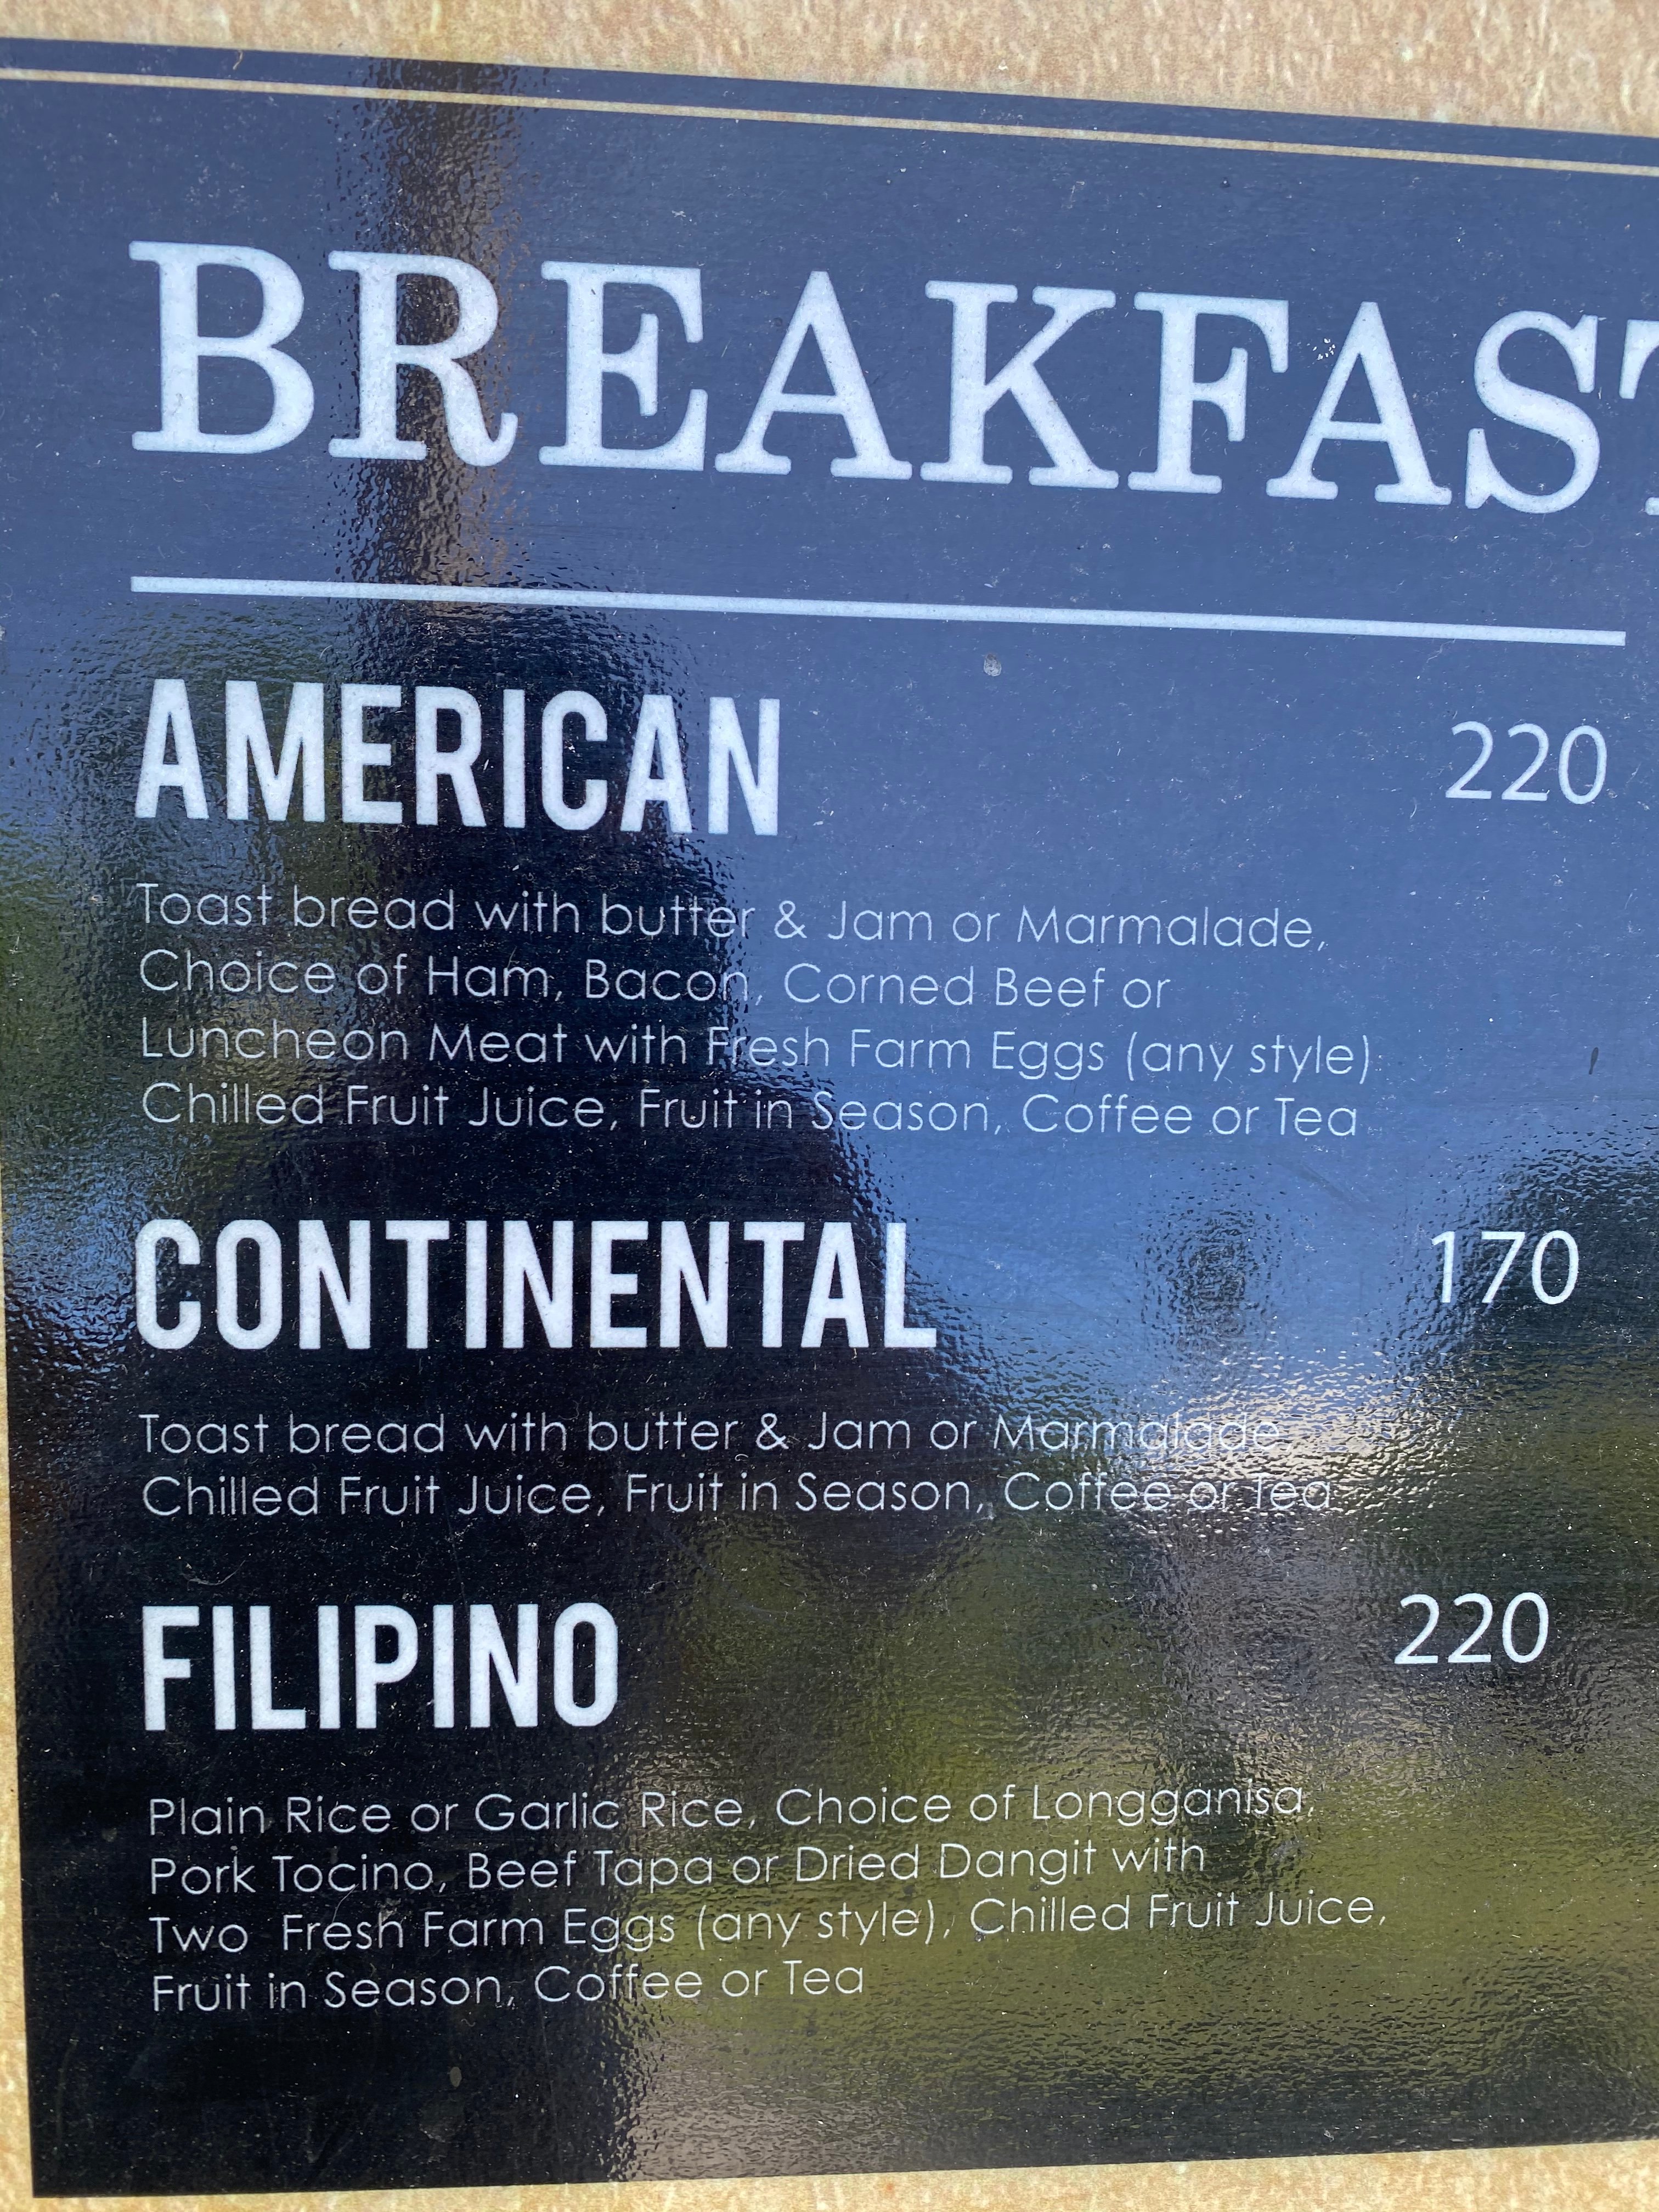 BREAKFAST
AMERICAN 220
Toast bread with butter & Jam or Marmalade,
Choice of Ham, Bacon, Corned Beef or
Luncheon Meat with Fresh Farm Eggs (any style)
Chilled Fruit Juice, Fruit in Season, Coffee or Tea
CONTINENTAL 170
Toast bread with butter & Jam or Marmalade
Chilled Fruit Juice, Fruit in Season, Coffee or Tea
FILIPINO 220
Plain Rice or Garlic Rice, Choice of Longganisa,
Pork Tocino, Beef Tapa or Dried Dangit with
Two Fresh Farm Eggs (any style), Chilled Fruit Juice,
Fruit in Season, Coffee or Tea